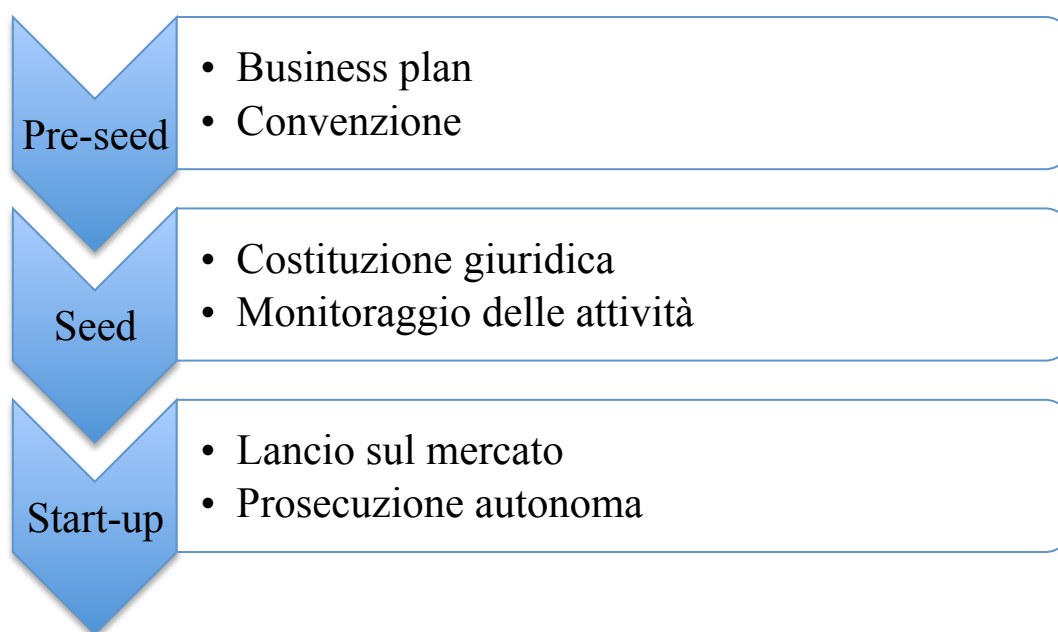 Pre-seed
• Business plan
• Convenzione
Seed
• Costituzione giuridica
• Monitoraggio delle attività
Start-up
• Lancio sul mercato
• Prosecuzione autonoma